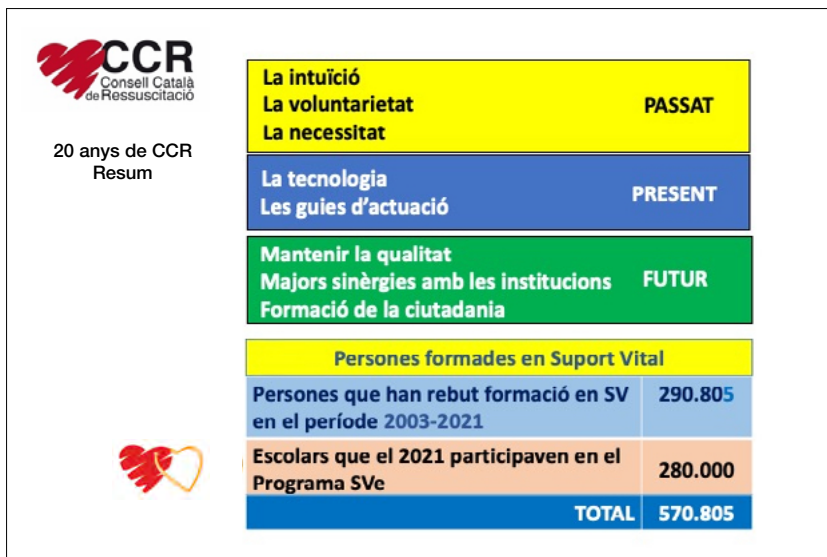 CCR
Consell Català
de Ressuscitació
20 anys de CCR
Resum
La intuïció
La voluntarietat
La necessitat
PASSAT
La tecnologia
Les guies d'actuació
PRESENT
Mantenir la qualitat
Majors sinèrgies amb les institucions
Formació de la ciutadania
FUTUR
Persones formades en Suport Vital
Persones que han rebut formació en SV
en el període 2003-2021
290.805
Escolars que el 2021 participaven en el
Programa SVe
280.000
TOTAL 570.805